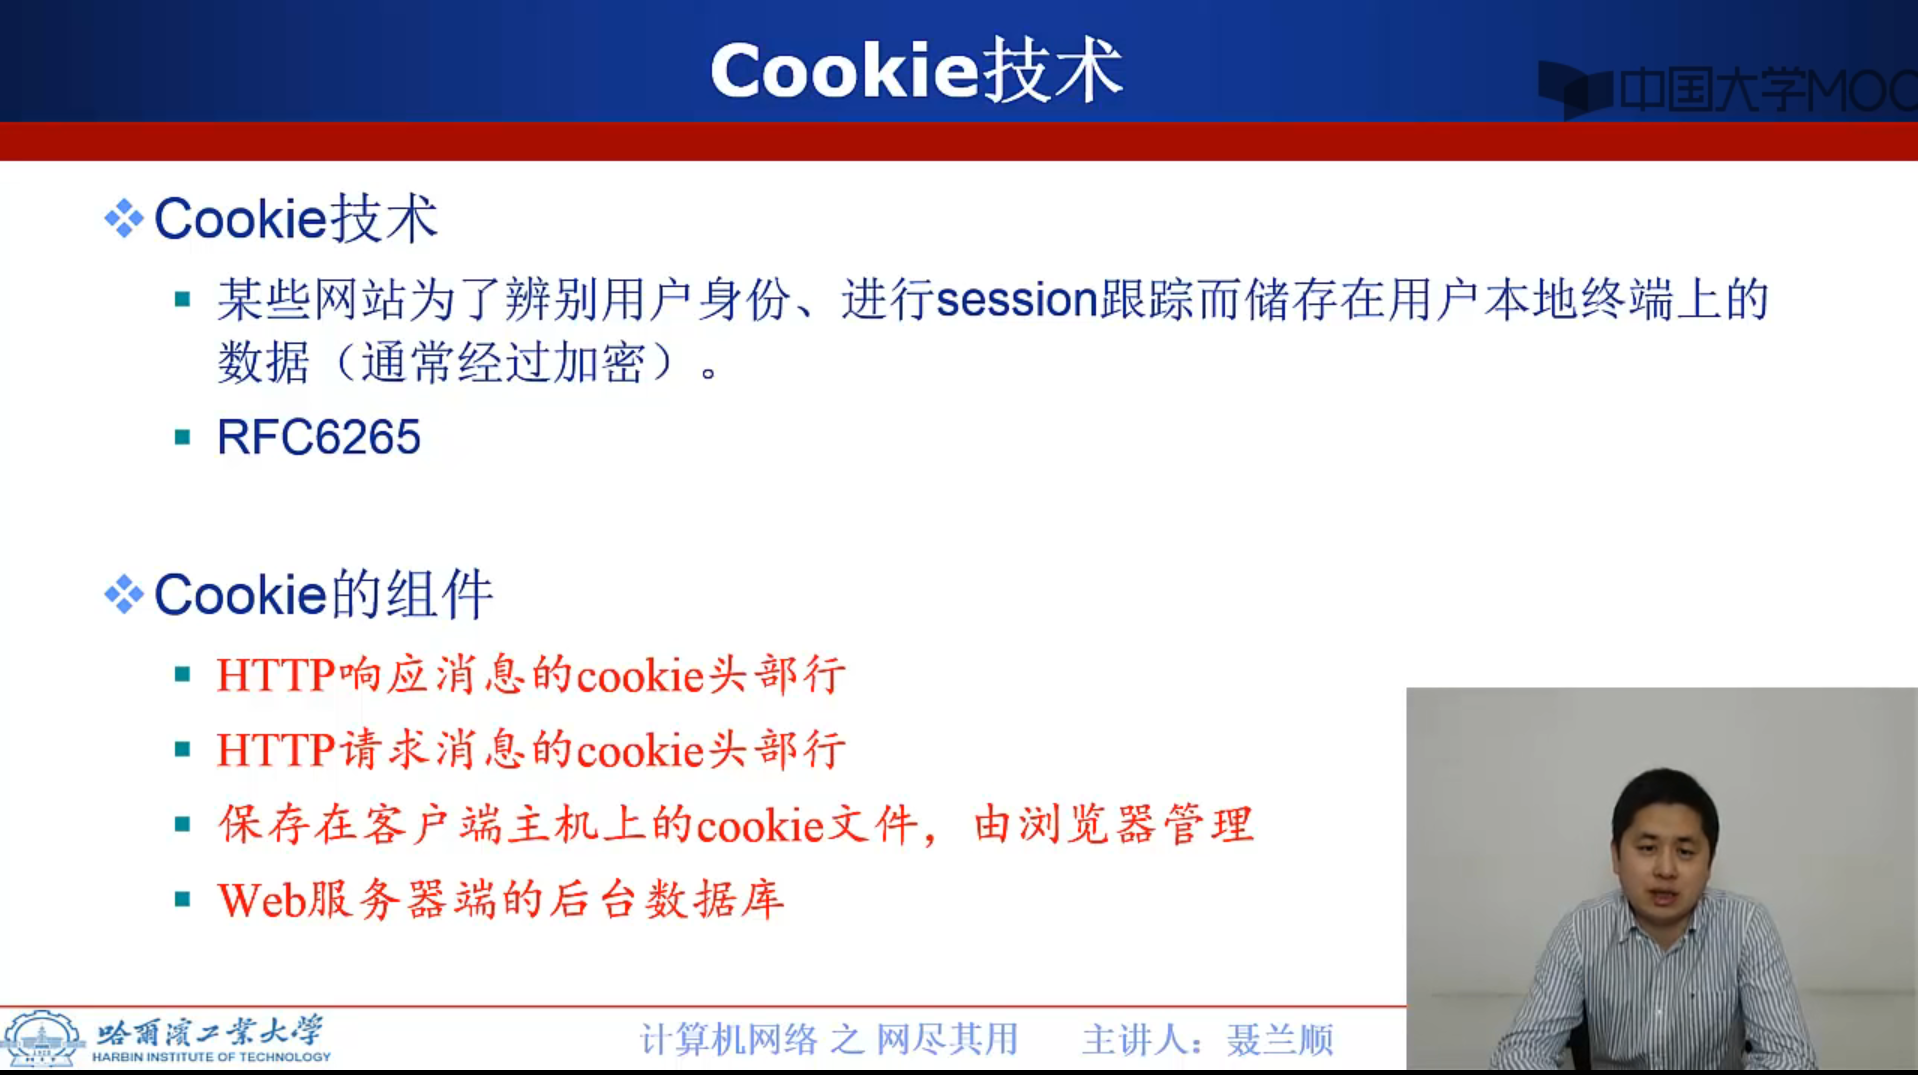 Cookie技术
中国大学MOOC
Cookie技术
某些网站为了辨别用户身份、进行session跟踪而储存在用户本地终端上的
数据（通常经过加密）。
RFC6265
Cookie的组件
HTTP响应消息的cookie头部行
HTTP请求消息的cookie头部行
保存在客户端主机上的cookie文件，由浏览器管理
Web服务器端的后台数据库
哈爾濱工業大學
HARBIN INSTITUTE OF TECHNOLOGY
计算机网络 之 网尽其用 主讲人：聂兰顺